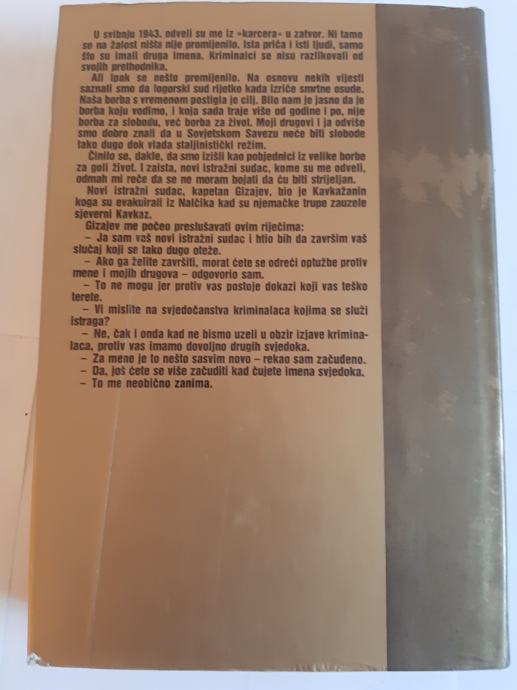 U svibnju 1943. odveli su me iz »karcera« u zatvor. Ni tamo
se na žalost ništa nije promijenilo. Ista priča i isti ljudi, samo
što su imali druga imena. Kriminalci se nisu razlikovali od
svojih prethodnika.
Ali ipak se nešto promijenilo. Na osnovu nekih vijesti
saznali smo da logorski sud rijetko kada izriče smrtne osude.
Naša borba s vremenom postigla je cilj. Bilo nam je jasno da je
borba koju vodimo, i koja sada traje više od godine i po, nije
borba za slobodu, već borba za život. Moji drugovi i ja odviše
smo dobro znali da u Sovjetskom Savezu neće biti slobode
tako dugo dok vlada staljinistički režim.
Činilo se, dakle, da smo izišli kao pobjednici iz velike borbe
za goli život. I zaista, novi istražni sudac, kome su me odveli,
odmah mi reče da se ne moram bojati da ću biti strijeljan.
Novi istražni sudac, kapetan Gizajev, bio je Kavkažanin
koga su evakuirali iz Nalčika kad su njemačke trupe zauzele
sjeverni Kavkaz.
Gizajev me počeo preslušavati ovim riječima:
– Ja sam vaš novi istražni sudac i htio bih da završim vaš
slučaj koji se tako dugo oteže.
– Ako ga želite završiti, morat ćete se odreći optužbe protiv
mene i mojih drugova – odgovorio sam.
– To ne mogu jer protiv vas postoje dokazi koji vas teško
terete.
– Vi mislite na svjedočanstva kriminalaca kojima se služi
istraga?
– Ne, čak i onda kad ne bismo uzeli u obzir izjave krimina-
laca, protiv vas imamo dovoljno drugih svjedoka.
– Za mene je to nešto sasvim novo – rekao sam začuđeno.
– Da, još ćete se više začuditi kad čujete imena svjedoka.
– To me neobično zanima.